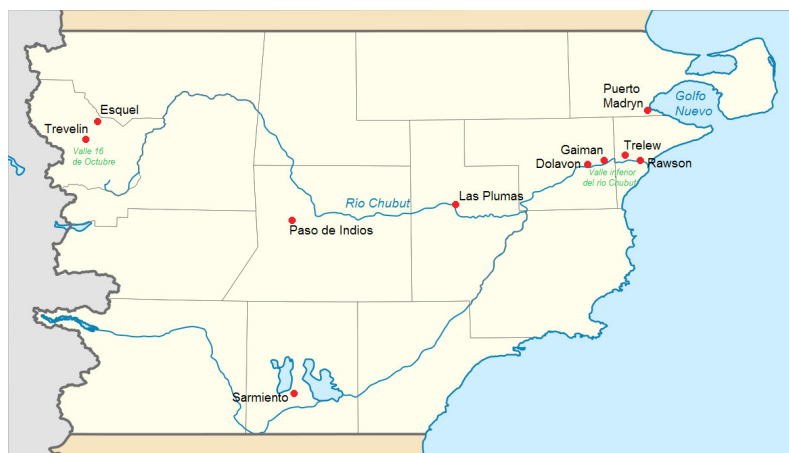 Puerto
Madryn
Golfo
Nuevo
Esquel
Trevelin
Valle 16
de Octubre
Gaiman
Trelew
Dolavon
Rawson
Valle inferior
del río Chubut
Las Plumas
Río Chubut
Paso de Indios
Sarmiento